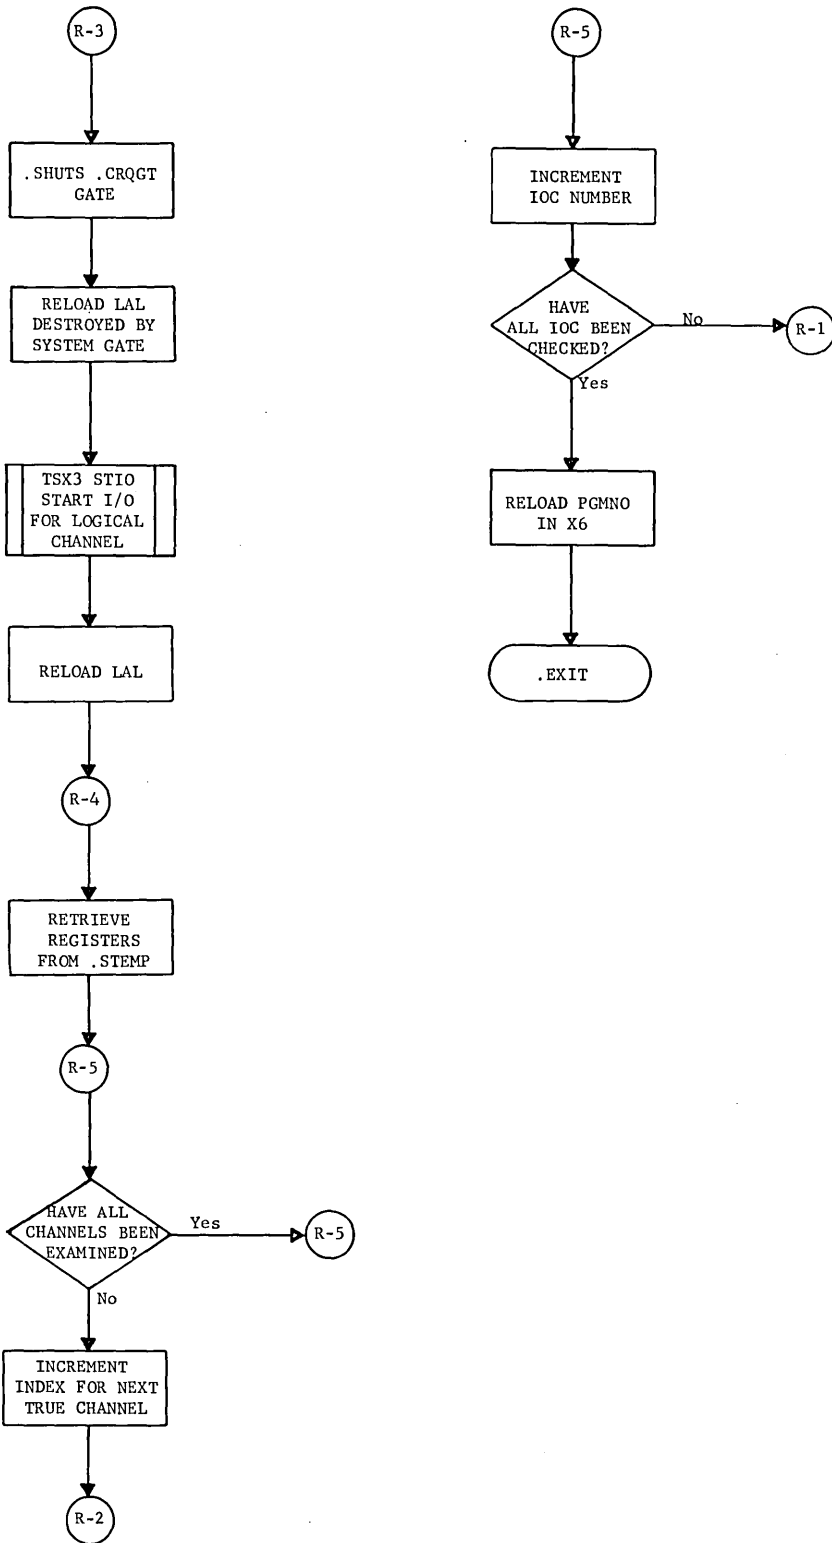 R-3
.SHUTS .CRQGT
GATE
RELOAD LAL
DESTROYED BY
SYSTEM GATE
TSX3 STIO
START I/O
FOR LOGICAL
CHANNEL
RELOAD LAL
R-4
RETRIEVE
REGISTERS
FROM .STEMP
R-5
HAVE ALL
CHANNELS BEEN
EXAMINED?
Yes
R-5
No
INCREMENT
INDEX FOR NEXT
TRUE CHANNEL
R-2
R-5
INCREMENT
IOC NUMBER
HAVE
ALL IOC BEEN
CHECKED?
No
R-1
Yes
RELOAD PGMNO
IN X6
.EXIT